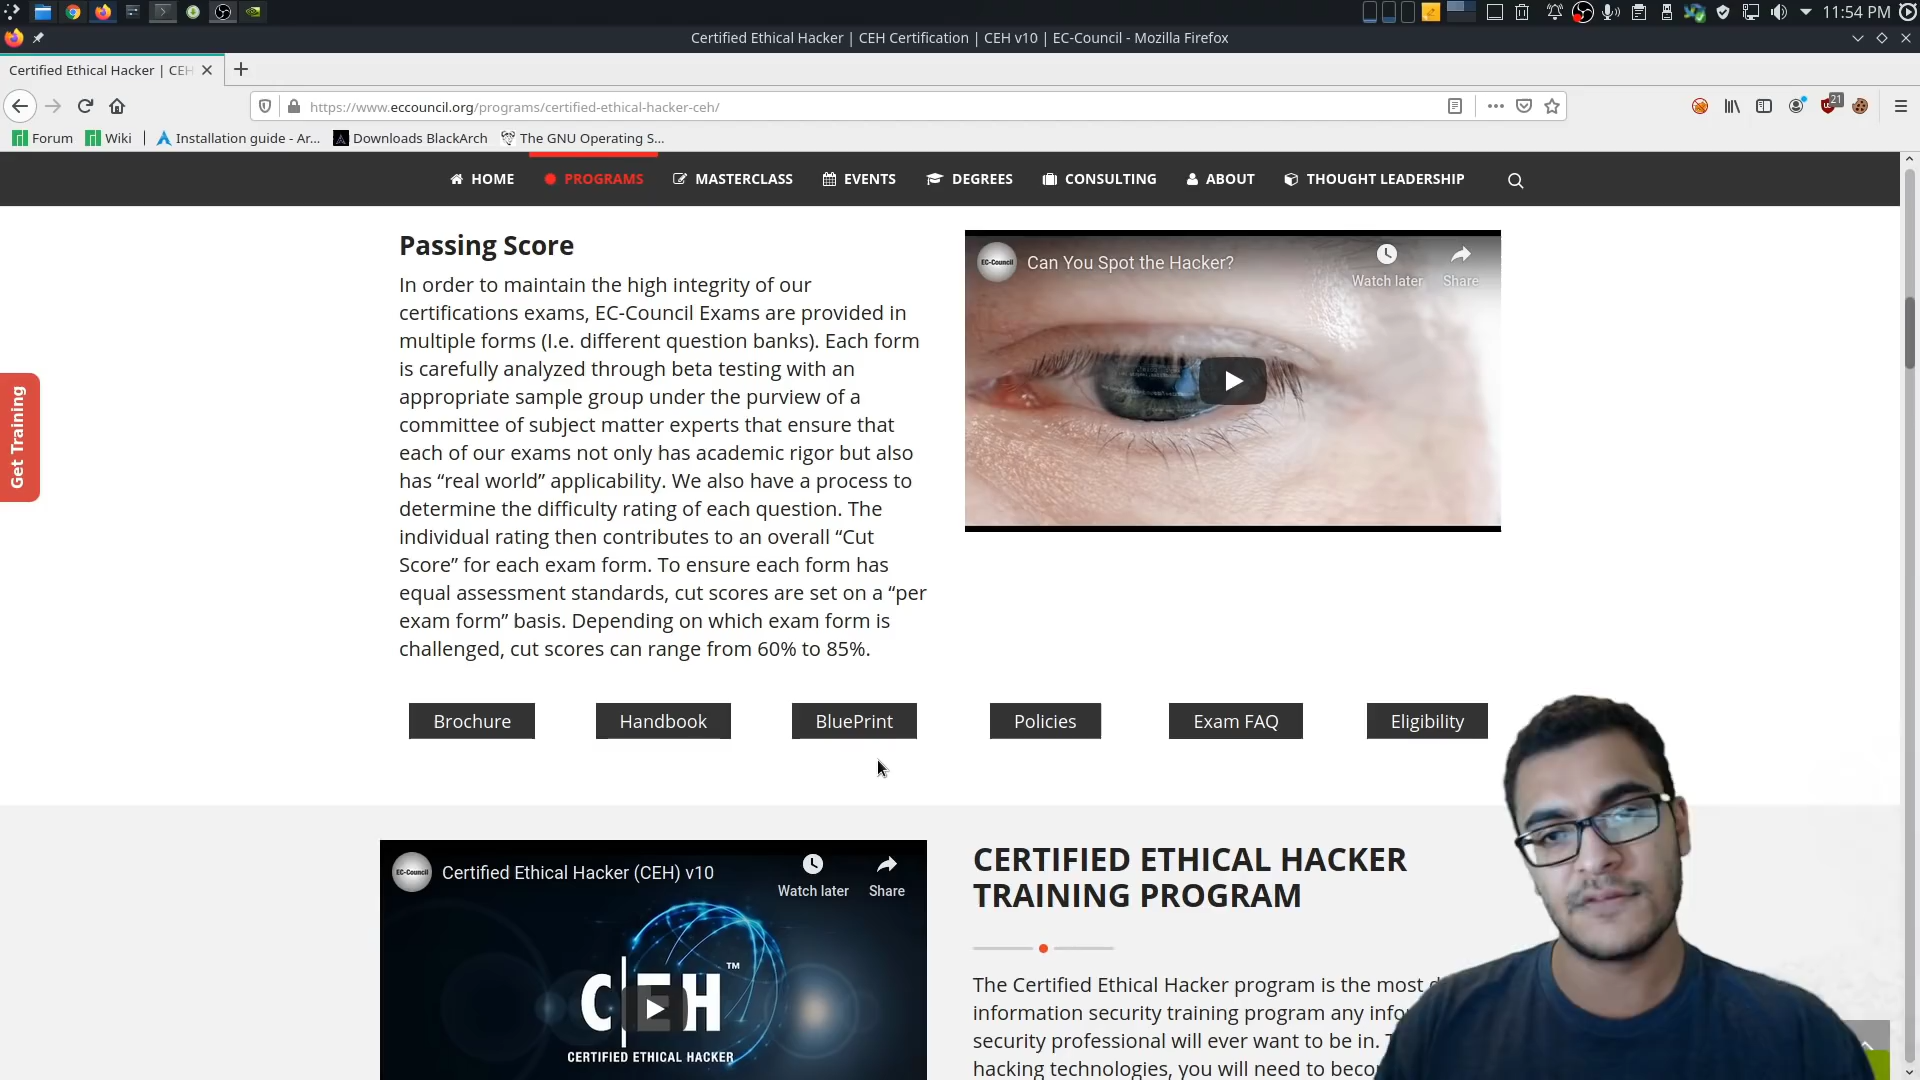 11:54 PM
Certified Ethical Hacker | CEH Certification | CEH v10 | EC-Council - Mozilla Firefox
Certified Ethical Hacker | CEH
https://www.eccouncil.org/programs/certified-ethical-hacker-ceh/
21
Forum Wiki Installation guide - Ar... Downloads BlackArch The GNU Operating S...
HOME PROGRAMS MASTERCLASS EVENTS DEGREES CONSULTING ABOUT THOUGHT LEADERSHIP
Get Training
Passing Score
In order to maintain the high integrity of our
certifications exams, EC-Council Exams are provided in
multiple forms (I.e. different question banks). Each form
is carefully analyzed through beta testing with an
appropriate sample group under the purview of a
committee of subject matter experts that ensure that
each of our exams not only has academic rigor but also
has “real world” applicability. We also have a process to
determine the difficulty rating of each question. The
individual rating then contributes to an overall “Cut
Score” for each exam form. To ensure each form has
equal assessment standards, cut scores are set on a “per
exam form” basis. Depending on which exam form is
challenged, cut scores can range from 60% to 85%.
EC-Council
Can You Spot the Hacker?
Watch later
Share
Brochure Handbook BluePrint Policies Exam FAQ Eligibility
EC-Council
Certified Ethical Hacker (CEH) v10
Watch later
Share
CEH™
CERTIFIED ETHICAL HACKER
CERTIFIED ETHICAL HACKER
TRAINING PROGRAM
The Certified Ethical Hacker program is the most
information security training program any
security professional will ever want to be in.
hacking technologies, you will need to